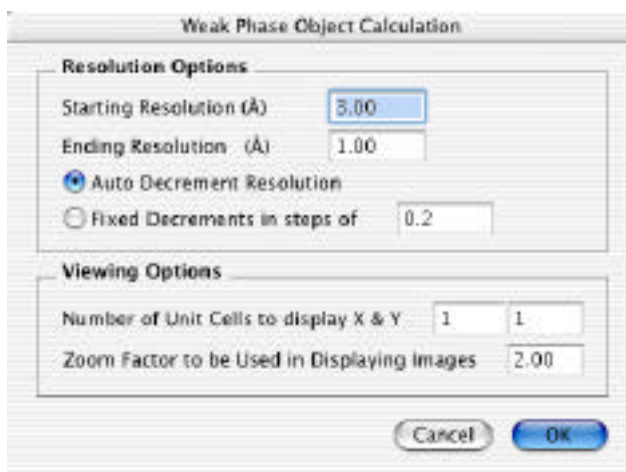 Weak Phase Object Calculation
Resolution Options
Starting Resolution (Å) 3.00
Ending Resolution (Å) 1.00
Auto Decrement Resolution
Fixed Decrements in steps of 0.2
Viewing Options
Number of Unit Cells to display X & Y 1 1
Zoom Factor to be Used in Displaying Images 2.00
Cancel OK